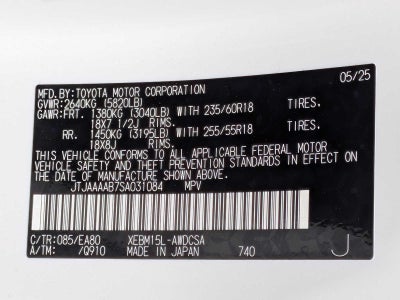 MFD.BY:TOYOTA MOTOR CORPORATION 05/25
GVWR:2640KG (5820LB)
GAWR:FRT. 1380KG (3040LB) WITH 235/60R18 TIRES.
18X7 1/2J RIMS.
RR. 1450KG (3195LB) WITH 255/55R18 TIRES.
18X8J RIMS.
THIS VEHICLE CONFORMS TO ALL APPLICABLE FEDERAL MOTOR
VEHICLE SAFETY AND THEFT PREVENTION STANDARDS IN EFFECT ON
THE DATE OF MANUFACTURE SHOWN ABOVE.
JTJAAAAB7SA031084 MPV
C/TR:085/EA80 XEBM15L-AWDCSA J
A/TM: /Q910 MADE IN JAPAN 740